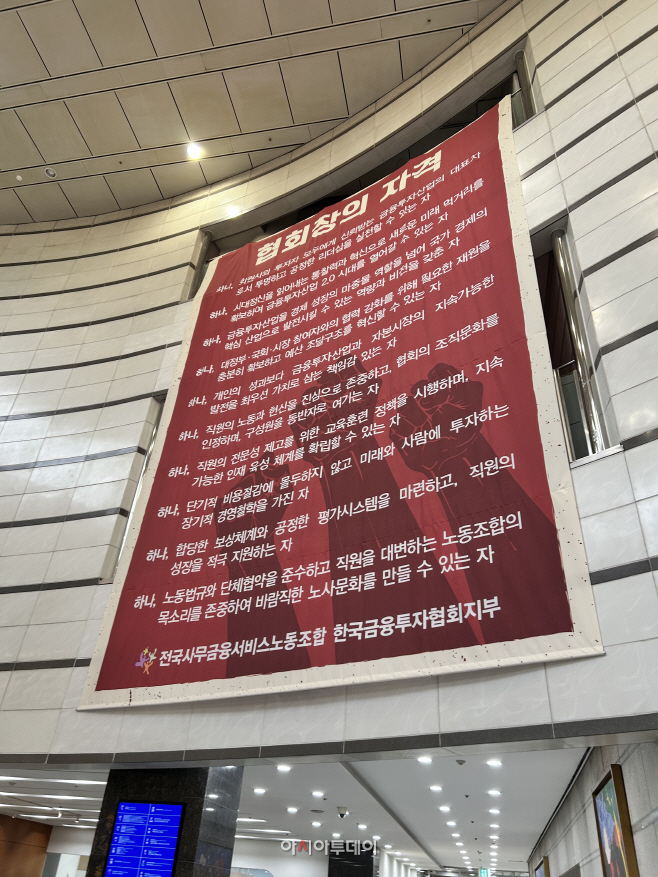 협회장의 자격
하나, 회원사와 투자자 모두에게 신뢰받는 금융투자산업의 대표자
로서 투명하고 공정한 리더십을 실천할 수 있는 자
하나, 시대정신을 읽어내는 통찰력과 혁신으로 새로운 미래 먹거리를
확보하여 금융투자산업 2.0 시대를 열어갈 수 있는 자
하나, 금융투자산업을 경제 성장의 마중물 역할을 넘어 국가 경제의
핵심 산업으로 발전시킬 수 있는 역량과 비전을 갖춘 자
하나, 대정부·국회·시장 참여자와의 협력 강화를 위해 필요한 재원을
충분히 확보하고 예산 조달구조를 혁신할 수 있는 자
하나, 개인의 성과보다 금융투자산업과 자본시장의 지속가능한
발전을 최우선 가치로 삼는 책임감 있는 자
하나, 직원의 노동과 헌신을 진심으로 존중하고, 협회의 조직문화를
인정하며, 구성원을 동반자로 여기는 자
하나, 직원의 전문성 제고를 위한 교육훈련 정책을 시행하며, 지속
가능한 인재 육성 체계를 확립할 수 있는 자
하나, 단기적 비용절감에 몰두하지 않고 미래와 사람에 투자하는
장기적 경영철학을 가진 자
하나, 합당한 보상체계와 공정한 평가시스템을 마련하고, 직원의
성장을 적극 지원하는 자
하나, 노동법규와 단체협약을 준수하고 직원을 대변하는 노동조합의
목소리를 존중하여 바람직한 노사문화를 만들 수 있는 자
전국사무금융서비스노동조합 한국금융투자협회지부
아시아투데이